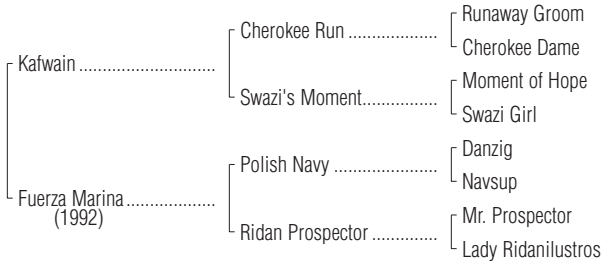 Runaway Groom
Cherokee Run ...................
Cherokee Dame
Kafwain .............................
Moment of Hope
Swazi's Moment................
Swazi Girl
Danzig
Polish Navy ......................
Navsup
Fuerza Marina...................
(1992)
Mr. Prospector
Ridan Prospector ..............
Lady Ridanilustros